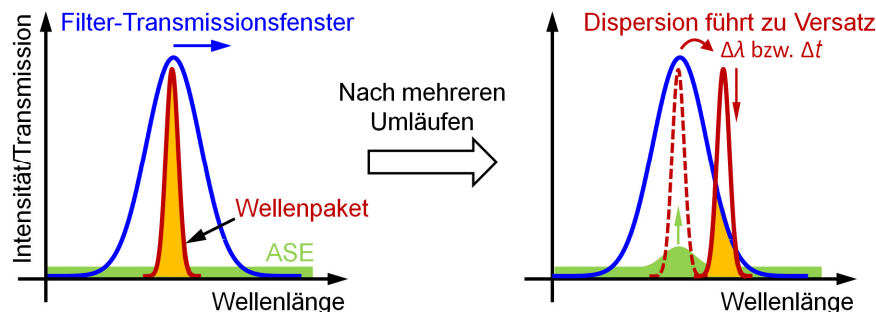 Filter-Transmissionsfenster
Intensität/Transmission
Wellenpaket
ASE
Wellenlänge
Nach mehreren
Umläufen
Dispersion führt zu Versatz
Δλ bzw. Δt
Wellenlänge